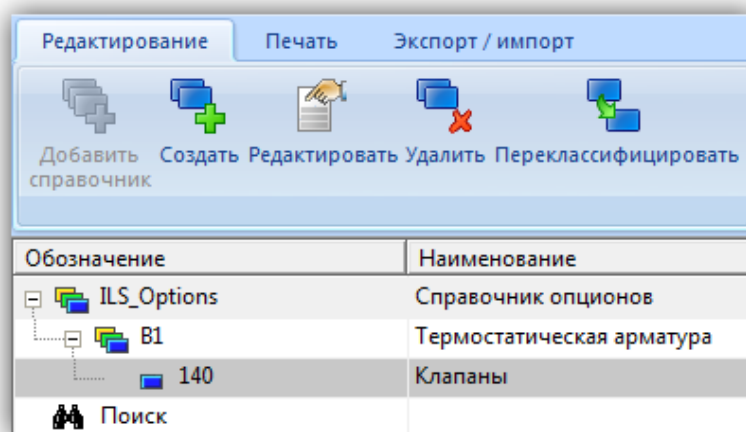 Редактирование Печать Экспорт / импорт
Добавить справочник Создать Редактировать Удалить Переклассифицировать
Обозначение Наименование
ILS_Options Справочник опционов
B1 Термостатическая арматура
140 Клапаны
Поиск